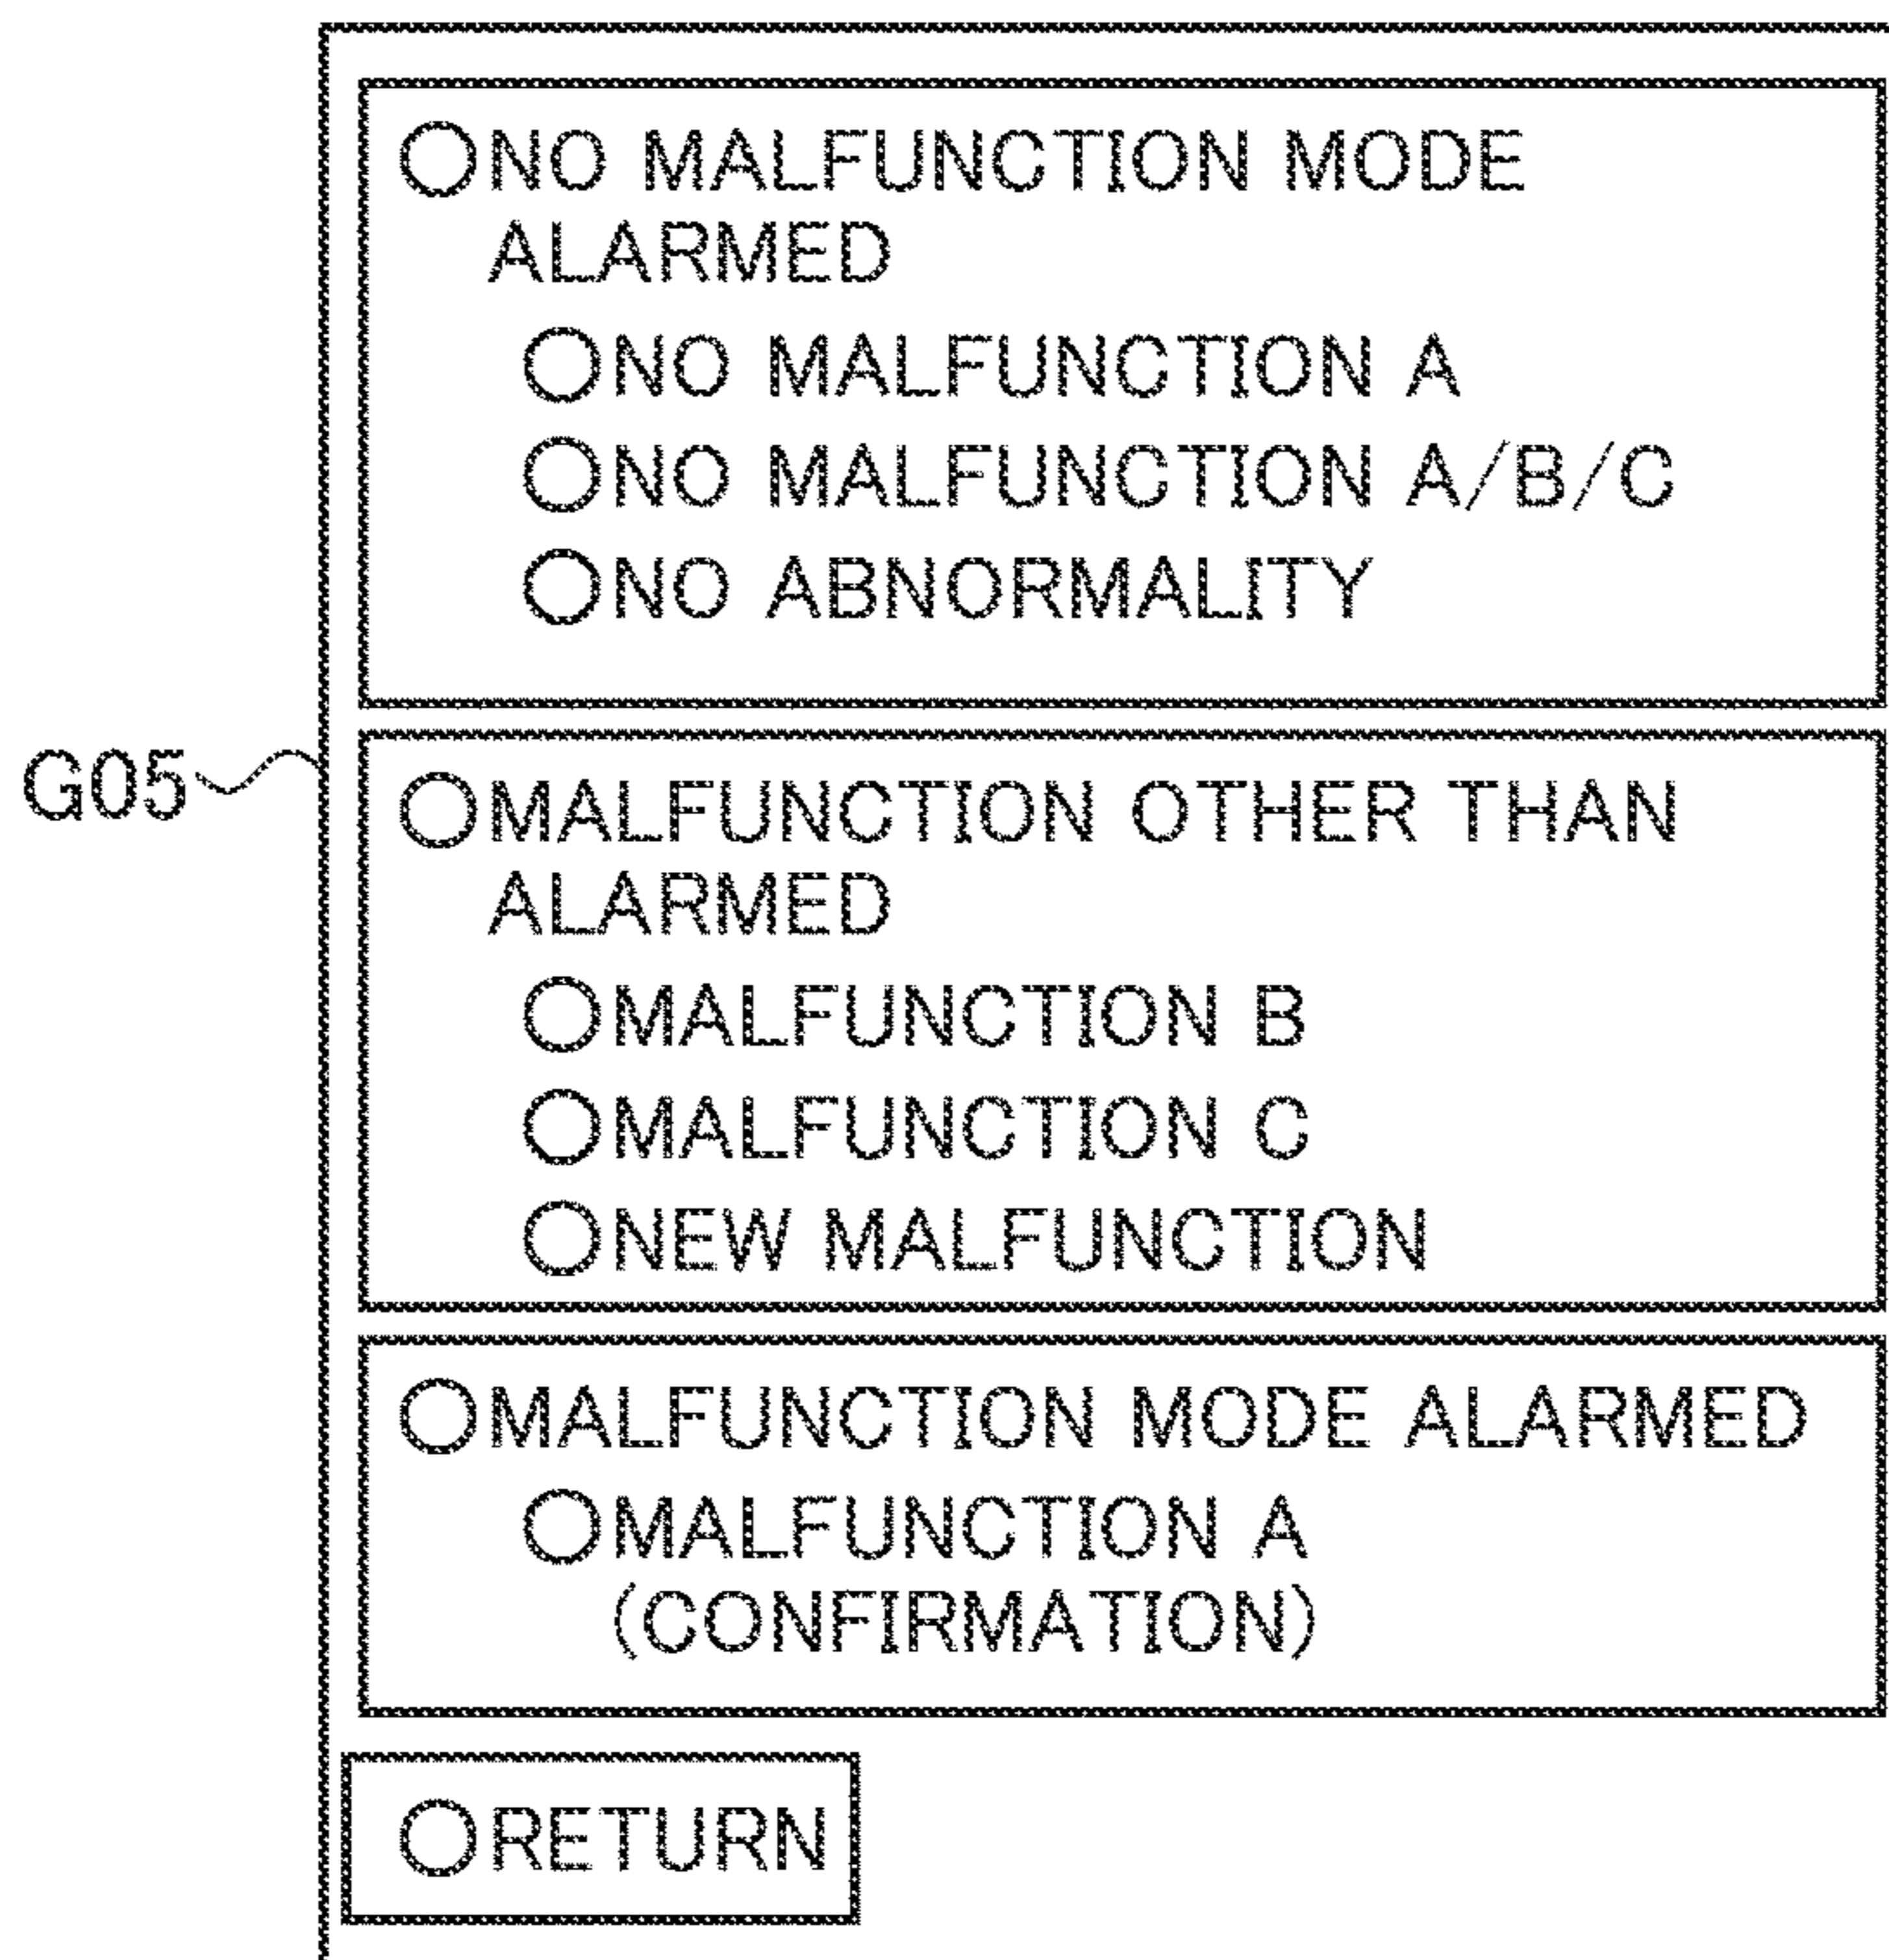 ○NO MALFUNCTION MODE
ALARMED
○NO MALFUNCTION A
○NO MALFUNCTION A/B/C
○NO ABNORMALITY
G05
○MALFUNCTION OTHER THAN
ALARMED
○MALFUNCTION B
○MALFUNCTION C
○NEW MALFUNCTION
○MALFUNCTION MODE ALARMED
○MALFUNCTION A
(CONFIRMATION)
○RETURN